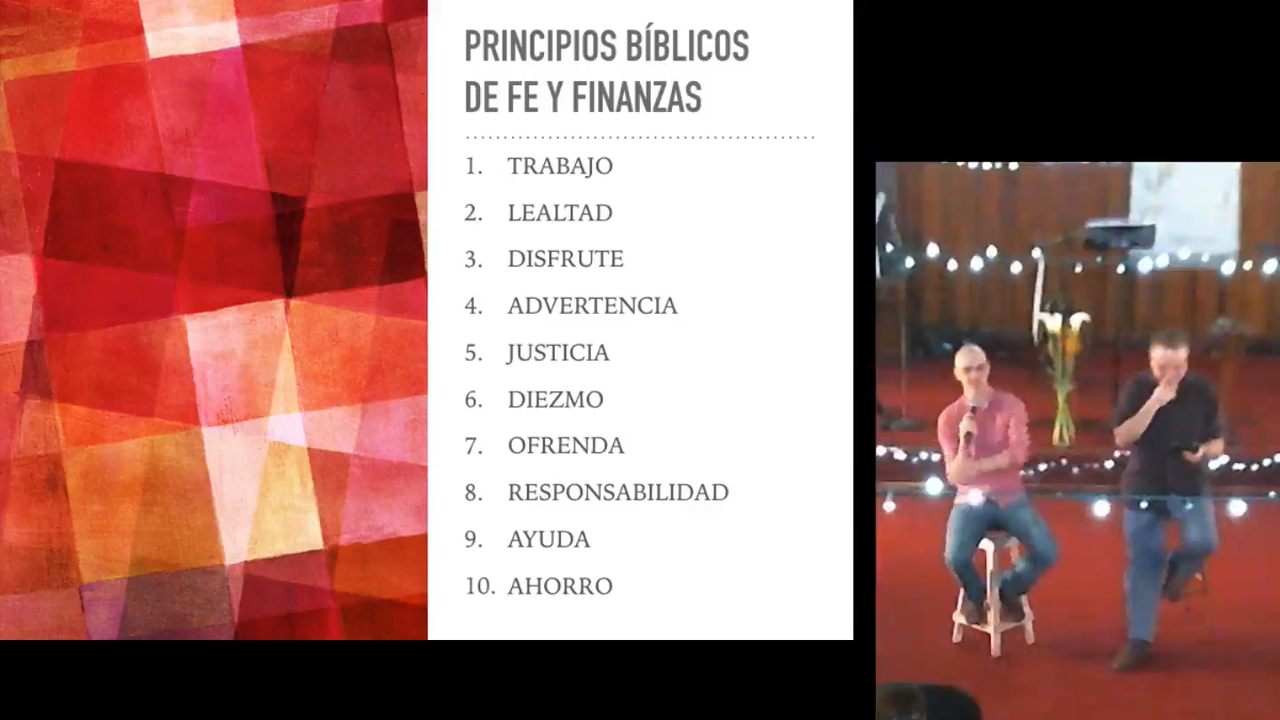 PRINCIPIOS BÍBLICOS
DE FE Y FINANZAS
1. TRABAJO
2. LEALTAD
3. DISFRUTE
4. ADVERTENCIA
5. JUSTICIA
6. DIEZMO
7. OFRENDA
8. RESPONSABILIDAD
9. AYUDA
10. AHORRO